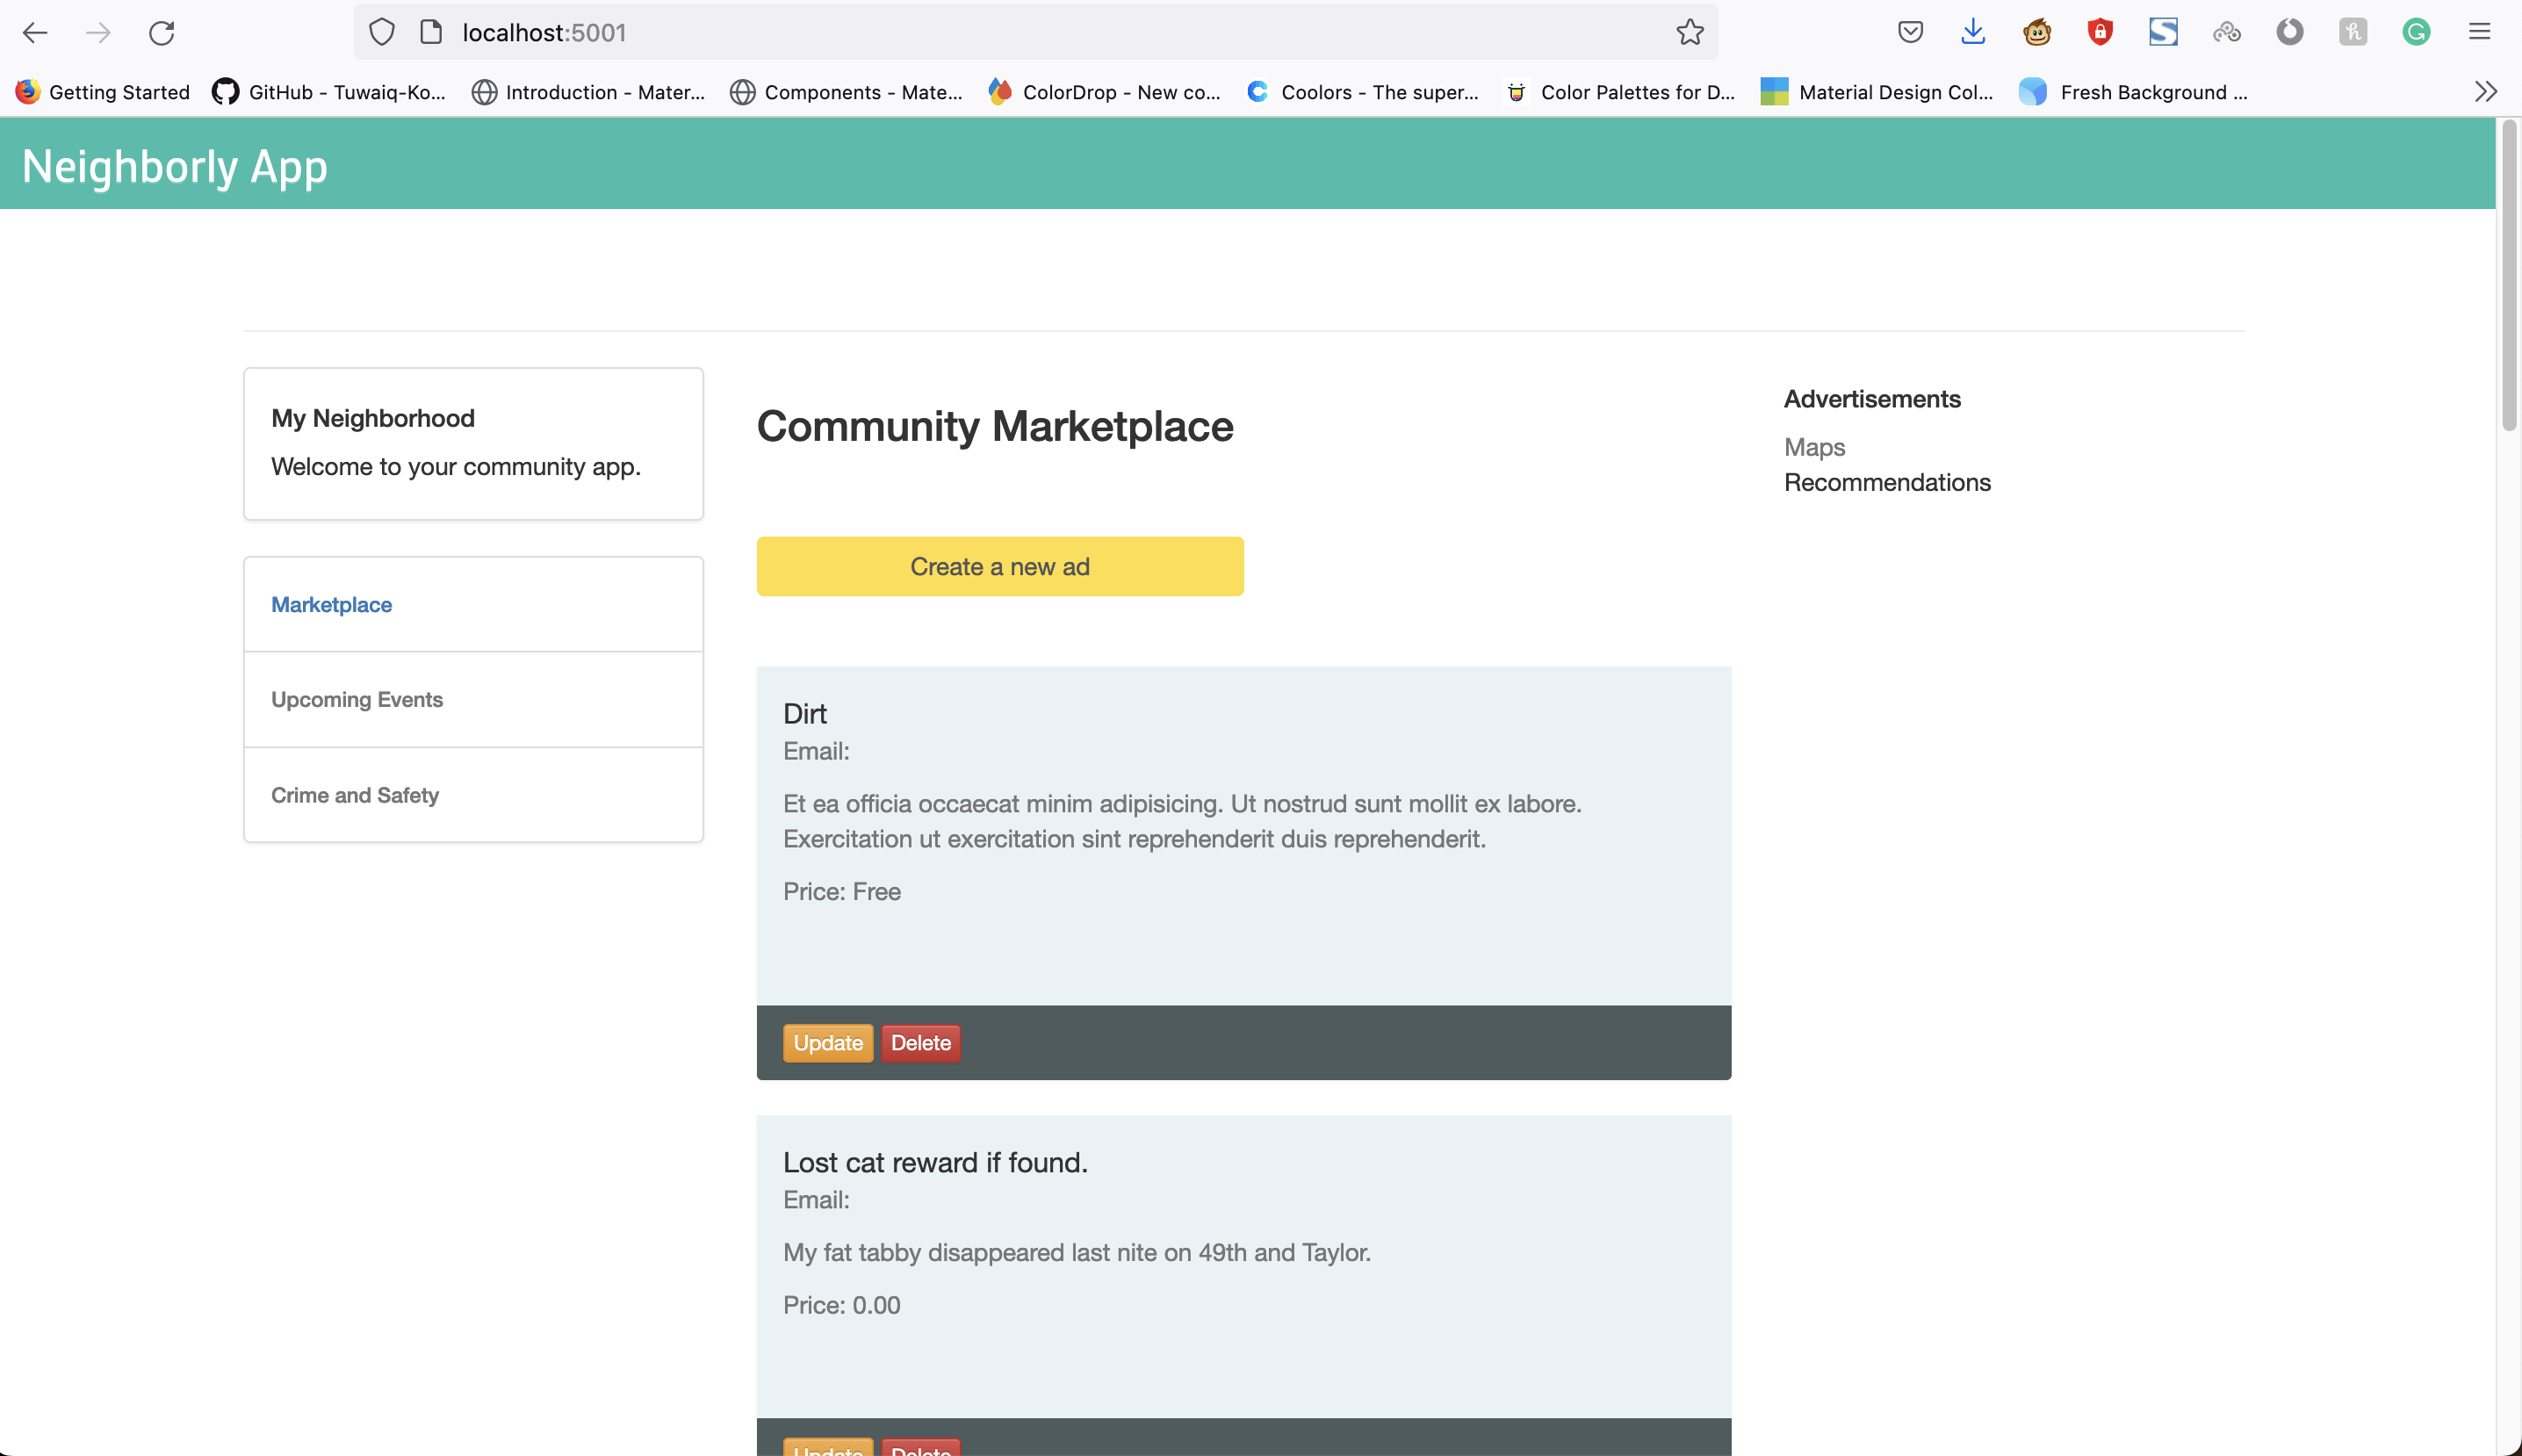 localhost:5001
Getting Started
GitHub - Tuwaiq-Ko...
Introduction - Mater...
Components - Mate...
ColorDrop - New co...
Coolors - The super...
Color Palettes for D...
Material Design Col...
Fresh Background ...
Neighborly App
My Neighborhood
Welcome to your community app.
Marketplace
Upcoming Events
Crime and Safety
Community Marketplace
Create a new ad
Dirt
Email:
Et ea officia occaecat minim adipisicing. Ut nostrud sunt mollit ex labore.
Exercitation ut exercitation sint reprehenderit duis reprehenderit.
Price: Free
Update Delete
Lost cat reward if found.
Email:
My fat tabby disappeared last nite on 49th and Taylor.
Price: 0.00
Update Delete
Advertisements
Maps
Recommendations